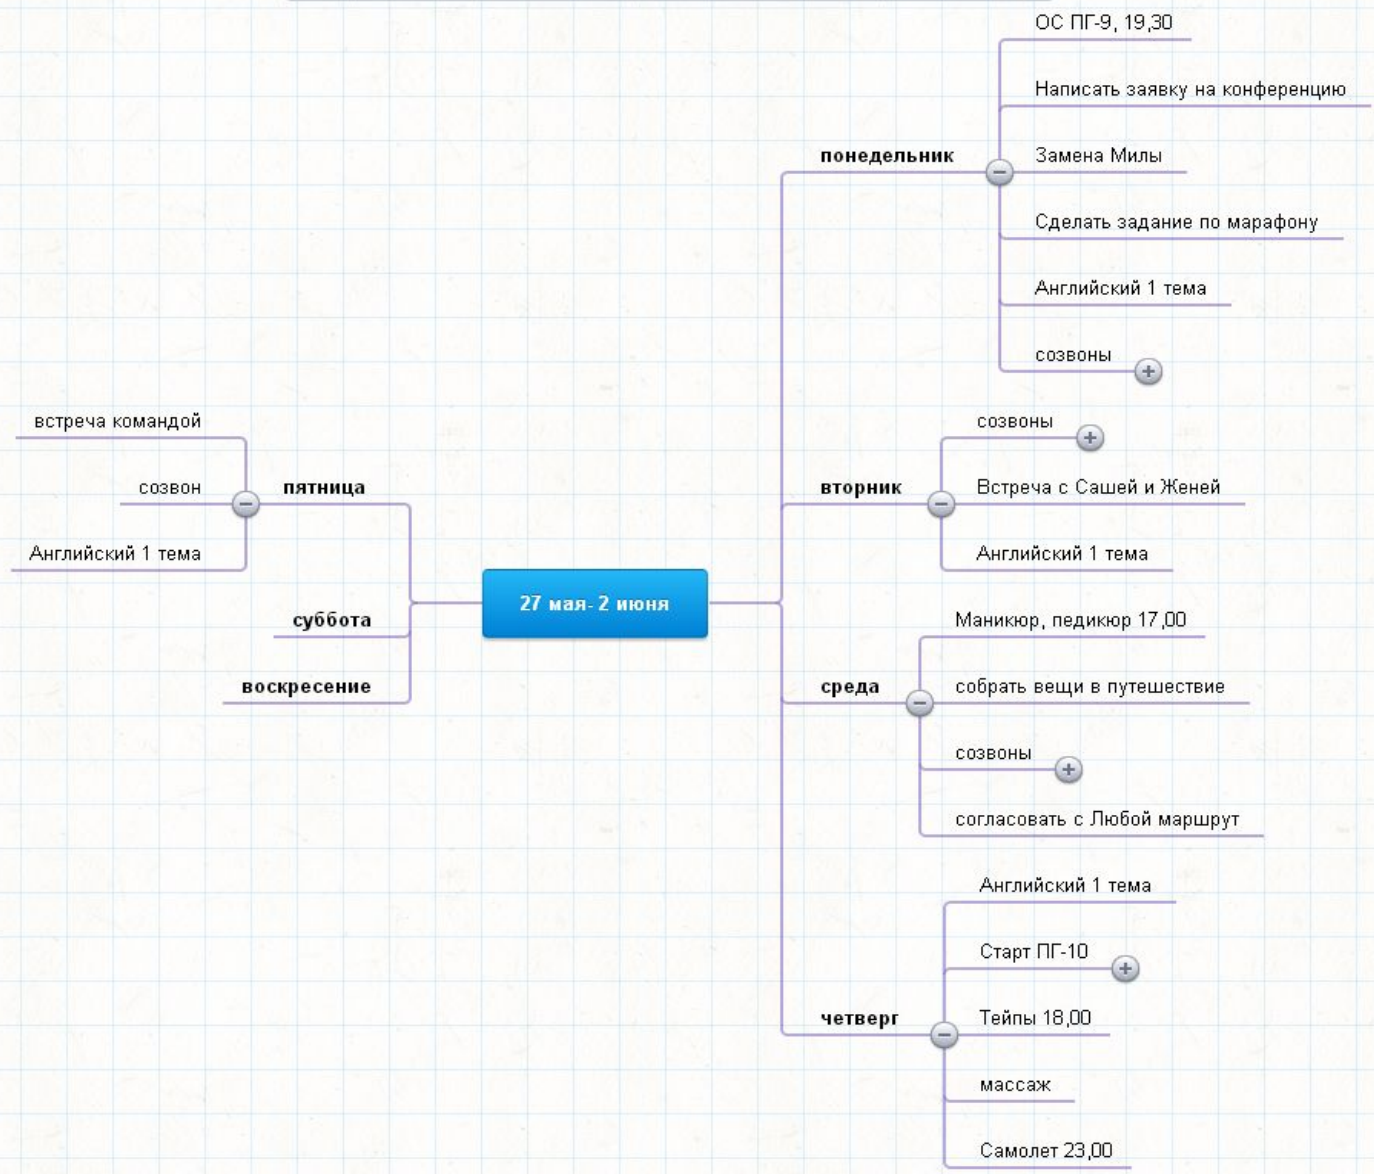 27 мая- 2 июня
понедельник
ОС ПГ-9, 19,30
Написать заявку на конференцию
Замена Милы
Сделать задание по марафону
Английский 1 тема
созвоны
вторник
созвоны
Встреча с Сашей и Женей
Английский 1 тема
среда
Маникюр, педикюр 17,00
собрать вещи в путешествие
созвоны
согласовать с Любой маршрут
четверг
Английский 1 тема
Старт ПГ-10
Тейпы 18,00
массаж
Самолет 23,00
пятница
встреча командой
созвон
Английский 1 тема
суббота
воскресение